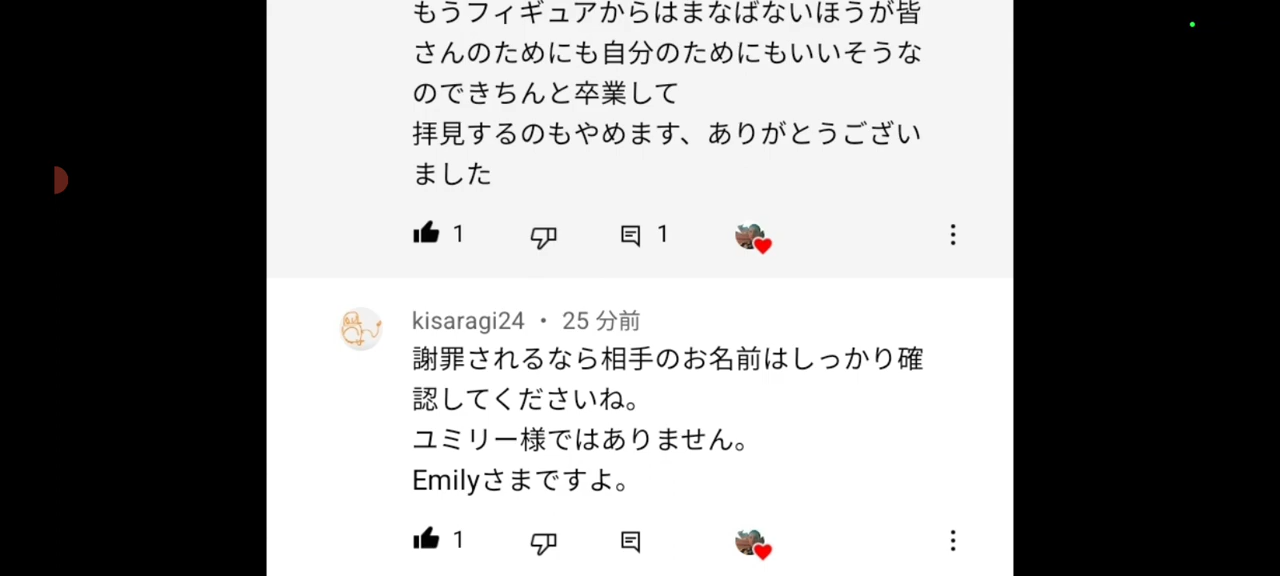 もうフィギュアからはまなばないほうが皆
さんのためにも自分のためにもいいそうな
のできちんと卒業して
拝見するのもやめます、ありがとうござい
ました
1
1
kisaragi24 • 25 分前
謝罪されるなら相手のお名前はしっかり確
認してくださいね。
ユミリー様ではありません。
Emilyさまですよ。
1